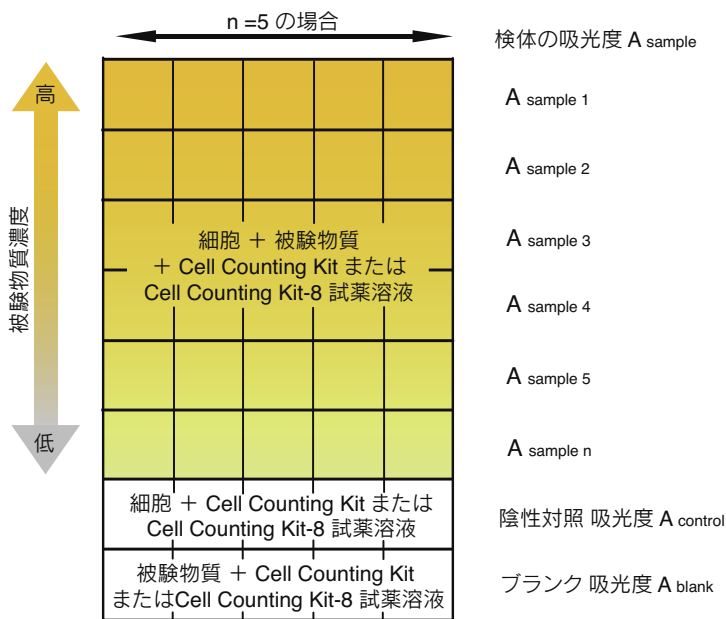 n =5 の場合
検体の吸光度 A sample
高
A sample 1
A sample 2
被験物質濃度
細胞 ＋ 被験物質
＋ Cell Counting Kit または
Cell Counting Kit-8 試薬溶液
A sample 3
A sample 4
A sample 5
低
A sample n
細胞 ＋ Cell Counting Kit または
Cell Counting Kit-8 試薬溶液
陰性対照 吸光度 A control
被験物質 ＋ Cell Counting Kit
またはCell Counting Kit-8 試薬溶液
ブランク 吸光度 A blank